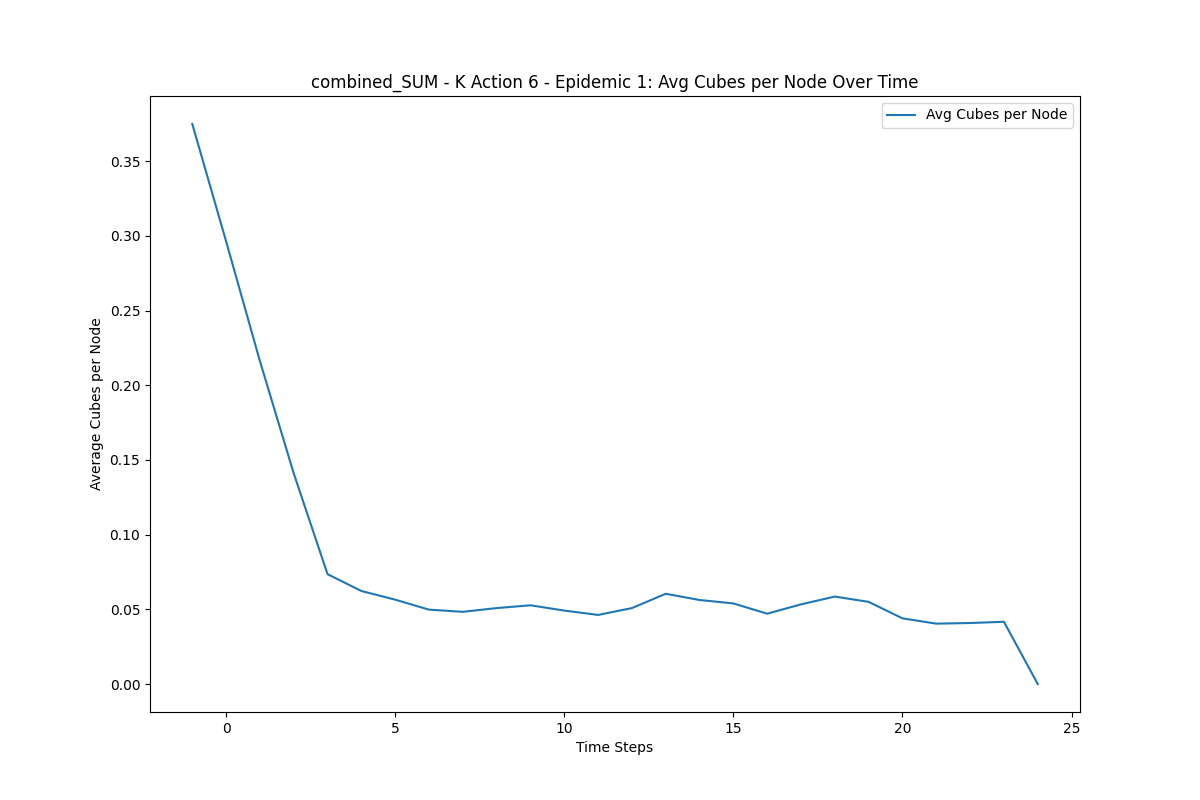 combined_SUM - K Action 6 - Epidemic 1: Avg Cubes per Node Over Time
Avg Cubes per Node
Average Cubes per Node
0.35
0.30
0.25
0.20
0.15
0.10
0.05
0.00
0 5 10 15 20 25
Time Steps